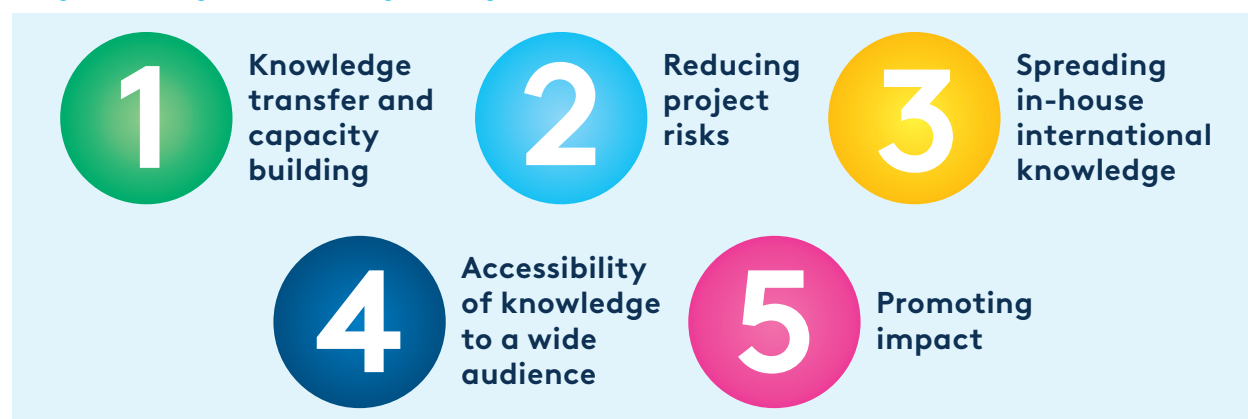 1
Knowledge
transfer and
capacity
building
2
Reducing
project
risks
3
Spreading
in-house
international
knowledge
4
Accessibility
of knowledge
to a wide
audience
5
Promoting
impact